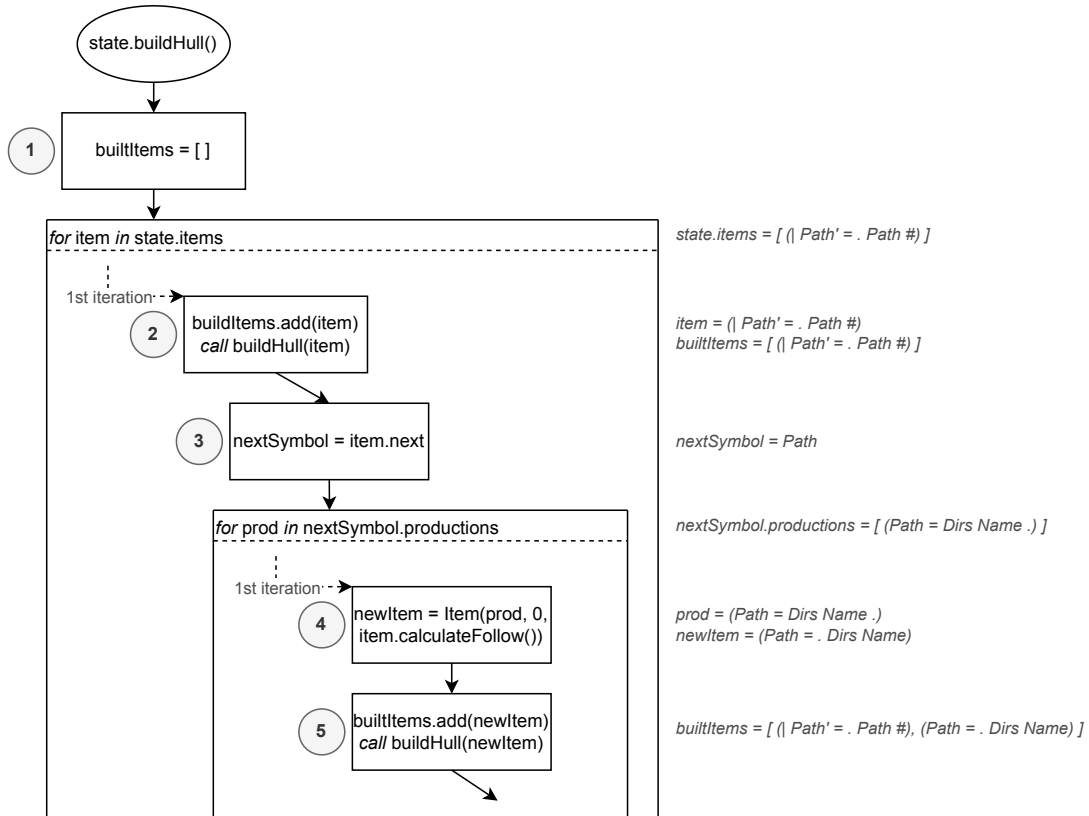 state.buildHull()
1
builtItems = [ ]
for item in state.items
state.items = [ (| Path' = . Path #) ]
1st iteration
2
buildItems.add(item)
call buildHull(item)
item = (| Path' = . Path #)
builtItems = [ (| Path' = . Path #) ]
3
nextSymbol = item.next
nextSymbol = Path
for prod in nextSymbol.productions
nextSymbol.productions = [ (Path = Dirs Name .) ]
1st iteration
4
newItem = Item(prod, 0,
item.calculateFollow())
prod = (Path = Dirs Name .)
newItem = (Path = . Dirs Name)
5
builtItems.add(newItem)
call buildHull(newItem)
builtItems = [ (| Path' = . Path #), (Path = . Dirs Name) ]